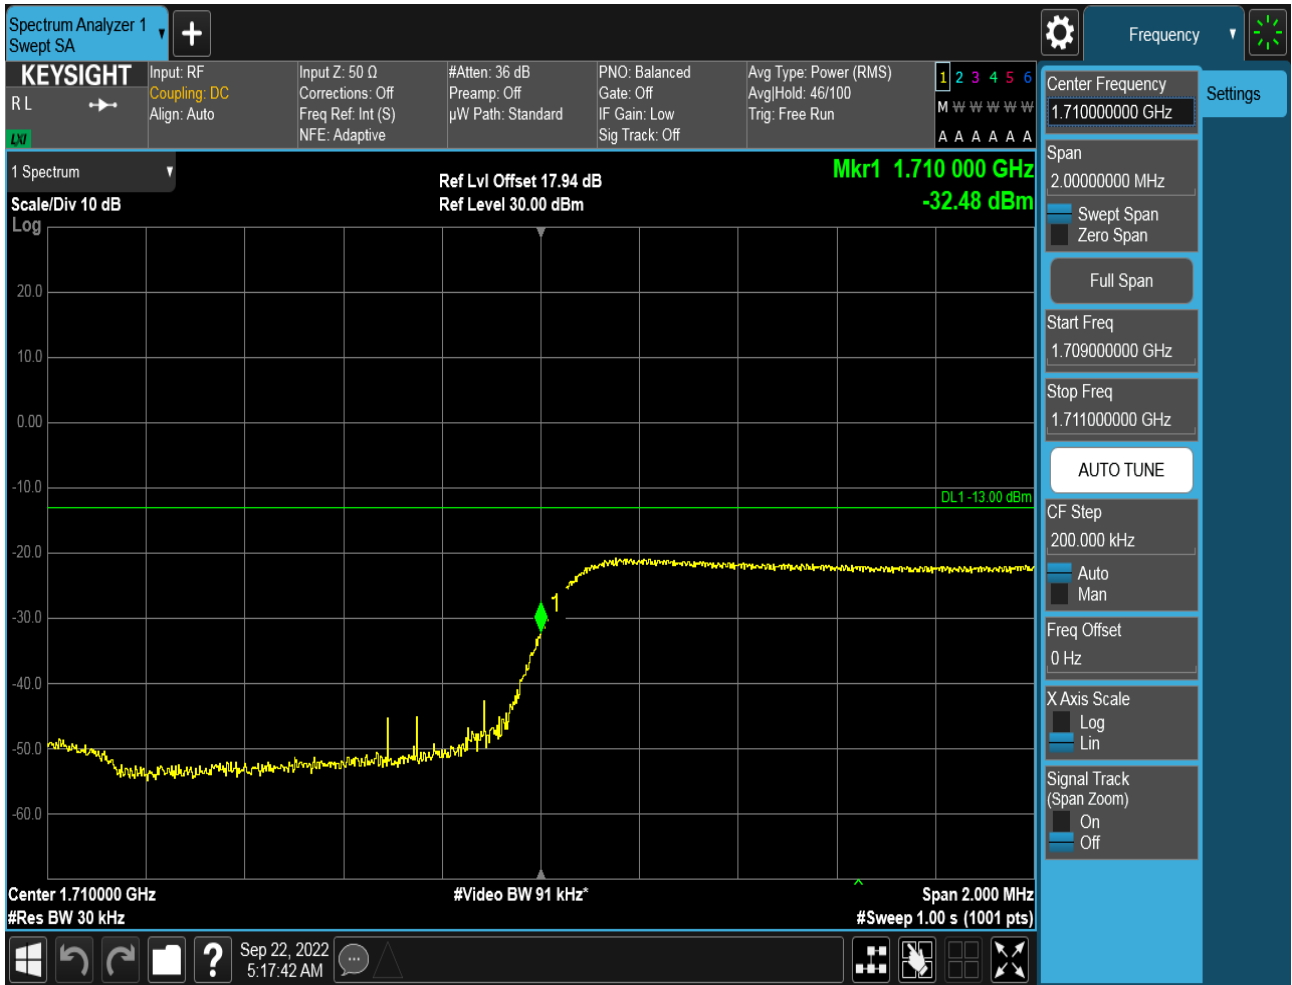 Spectrum Analyzer 1
Swept SA
Frequency
KEYSIGHT
R L
LXI
Input: RF
Coupling: DC
Align: Auto
Input Z: 50 Ω
Corrections: Off
Freq Ref: Int (S)
NFE: Adaptive
#Atten: 36 dB
Preamp: Off
µW Path: Standard
PNO: Balanced
Gate: Off
IF Gain: Low
Sig Track: Off
Avg Type: Power (RMS)
Avg|Hold: 46/100
Trig: Free Run
1 2 3 4 5 6
M W W W W W
A A A A A A
1 Spectrum
Scale/Div 10 dB
Log
Ref Lvl Offset 17.94 dB
Ref Level 30.00 dBm
Mkr1 1.710 000 GHz
-32.48 dBm
20.0
10.0
0.00
-10.0
DL1 -13.00 dBm
-20.0
1
-30.0
-40.0
-50.0
-60.0
Center 1.710000 GHz
#Video BW 91 kHz*
Span 2.000 MHz
#Res BW 30 kHz
#Sweep 1.00 s (1001 pts)
Sep 22, 2022
5:17:42 AM
Center Frequency
1.710000000 GHz
Settings
Span
2.00000000 MHz
Swept Span
Zero Span
Full Span
Start Freq
1.709000000 GHz
Stop Freq
1.711000000 GHz
AUTO TUNE
CF Step
200.000 kHz
Auto
Man
Freq Offset
0 Hz
X Axis Scale
Log
Lin
Signal Track
(Span Zoom)
On
Off